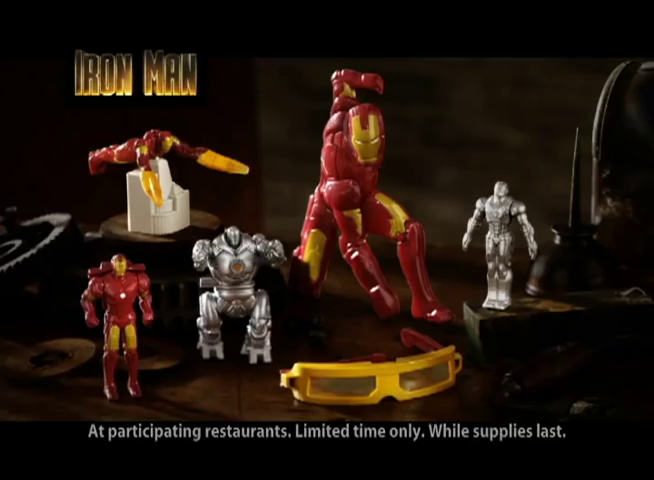 IRON MAN
At participating restaurants. Limited time only. While supplies last.